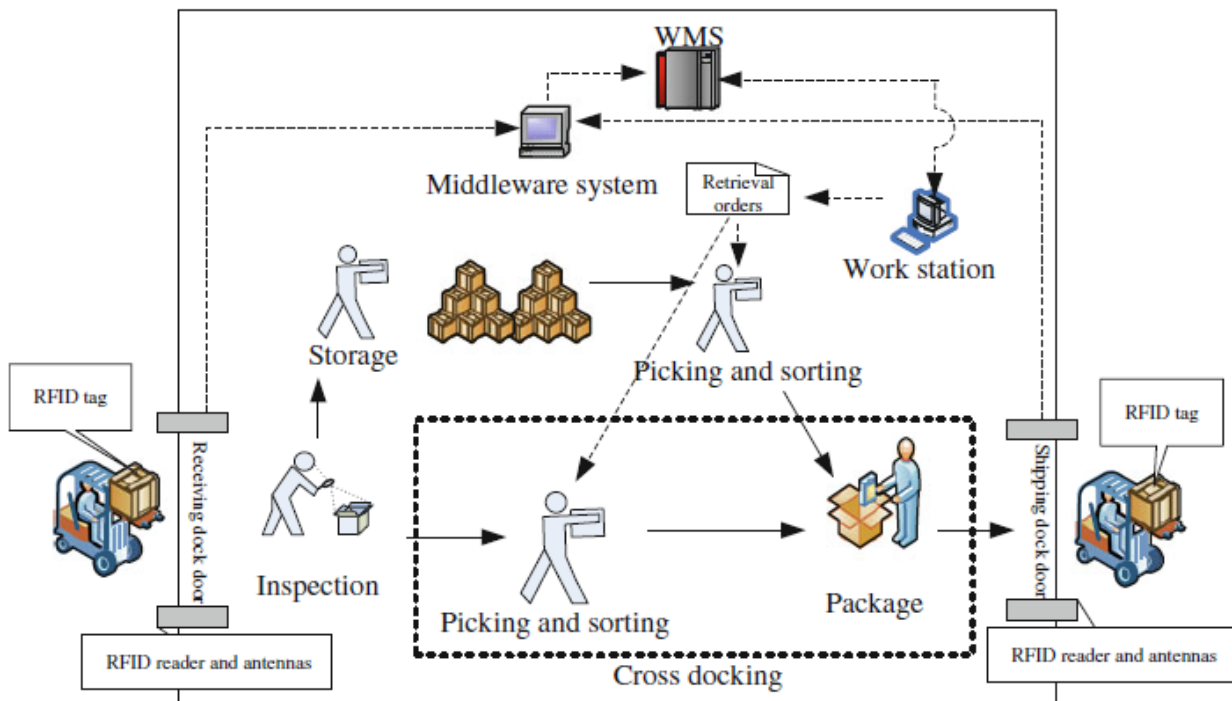 WMS
Middleware system
Retrieval
orders
Work station
Storage
Picking and sorting
RFID tag
RFID tag
Receiving dock door
Shipping dock door
Inspection
Picking and sorting
Package
RFID reader and antennas
RFID reader and antennas
Cross docking